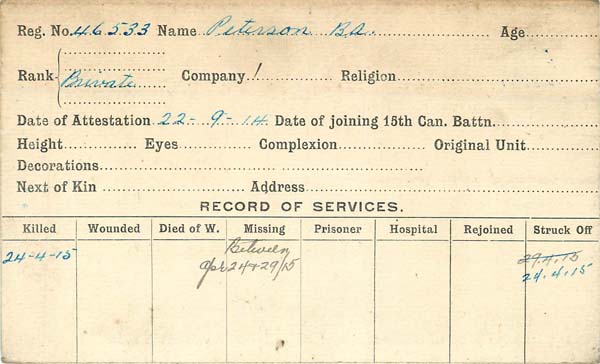 Reg. No. 46533 Name Peterson B.A. Age
Rank Private Company 1 Religion
Date of Attestation 22-9-14 Date of joining 15th Can. Battn.
Height Eyes Complexion Original Unit
Decorations
Next of Kin Address
RECORD OF SERVICES.
Killed Wounded Died of W. Missing Prisoner Hospital Rejoined Struck Off
24-4-15 Between 29.4.15
Apr 24+29/15 24.4.15